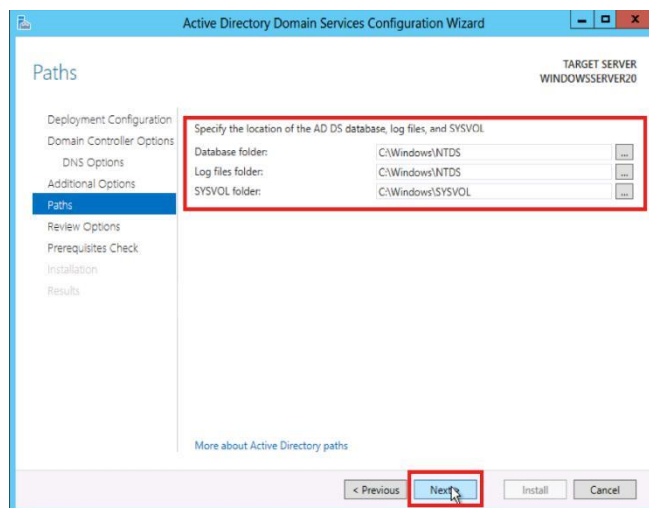 Active Directory Domain Services Configuration Wizard
Paths
TARGET SERVER
WINDOWSSERVER20
Deployment Configuration
Domain Controller Options
DNS Options
Additional Options
Paths
Review Options
Prerequisites Check
Installation
Results
Specify the location of the AD DS database, log files, and SYSVOL
Database folder: C:\Windows\NTDS ...
Log files folder: C:\Windows\NTDS ...
SYSVOL folder: C:\Windows\SYSVOL ...
More about Active Directory paths
< Previous Next > Install Cancel